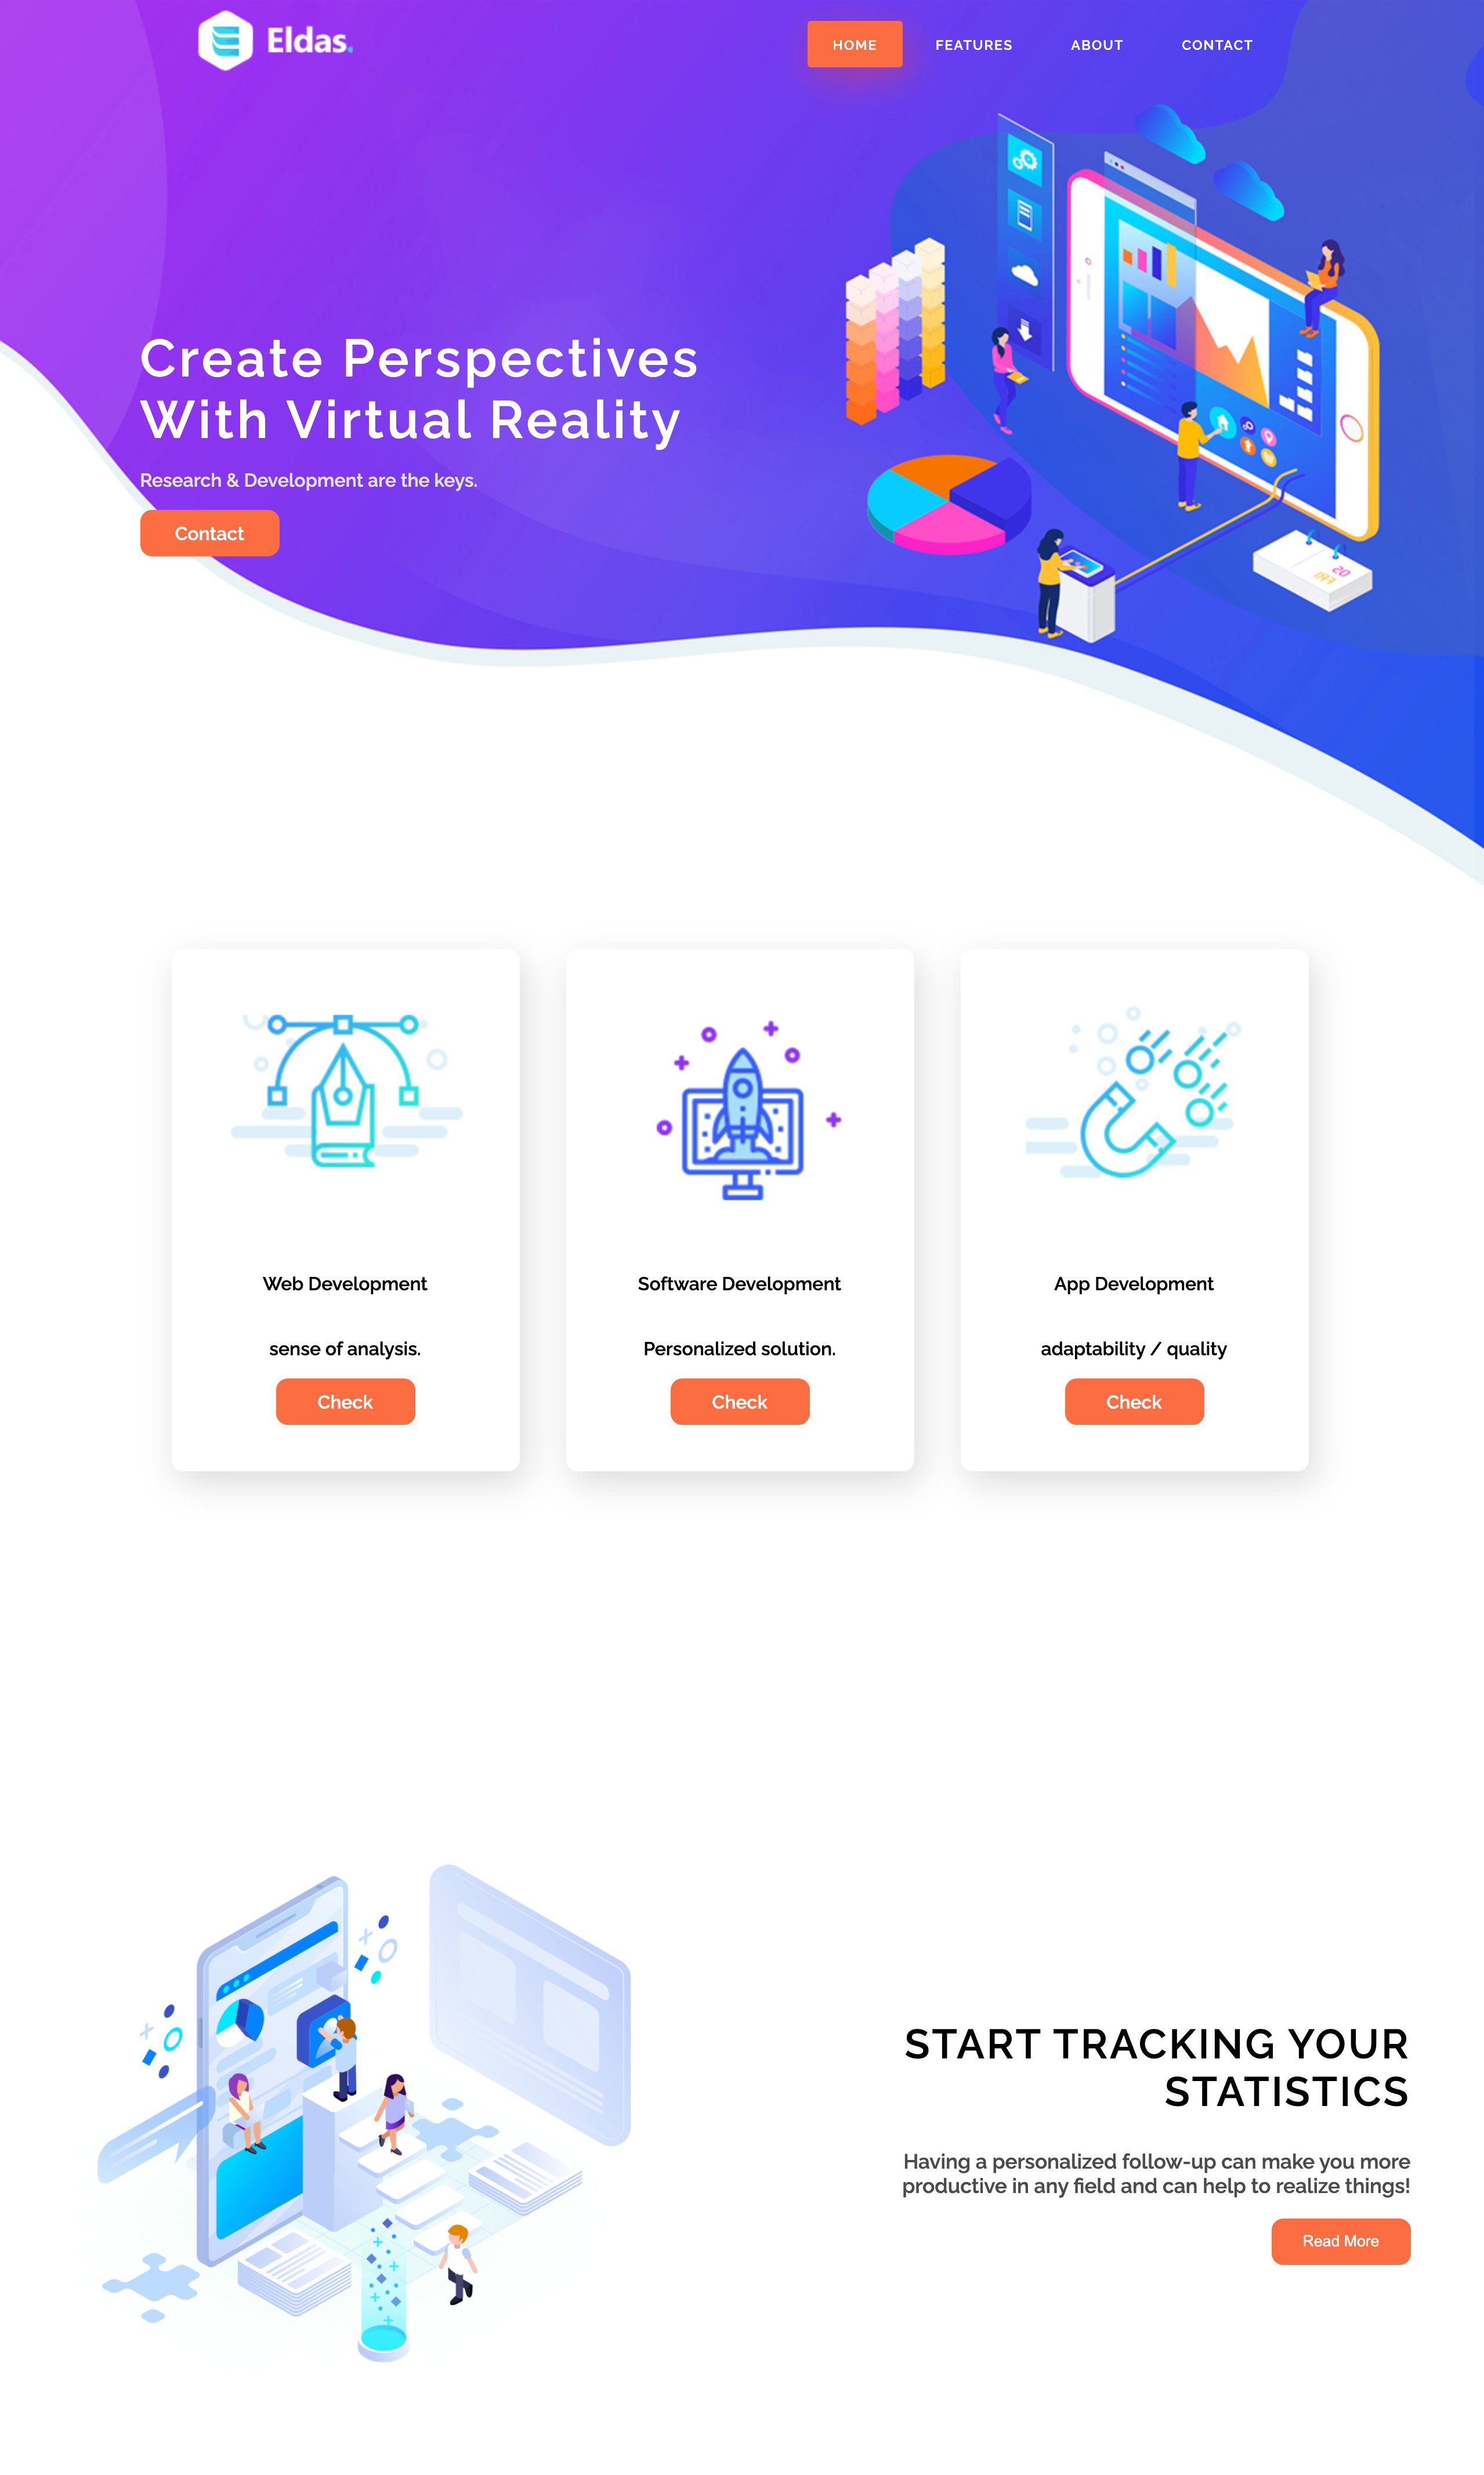 Eldas.
HOME
FEATURES
ABOUT
CONTACT
Create Perspectives
With Virtual Reality
Research & Development are the keys.
Contact
Web Development
sense of analysis.
Check
Software Development
Personalized solution.
Check
App Development
adaptability / quality
Check
START TRACKING YOUR
STATISTICS
Having a personalized follow-up can make you more
productive in any field and can help to realize things!
Read More